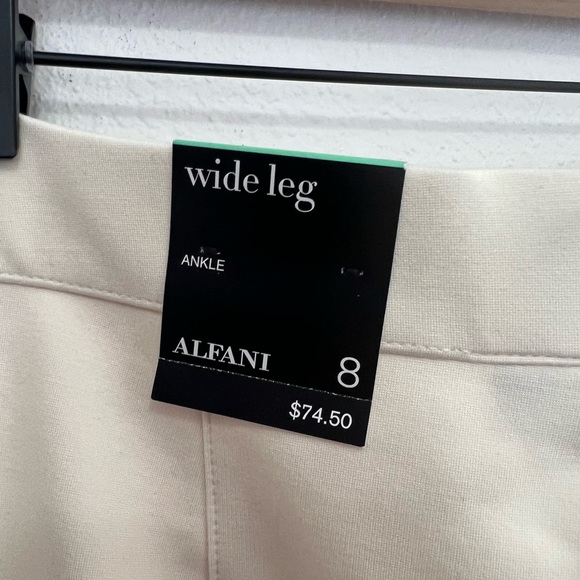 wide leg
ANKLE
ALFANI 8
$74.50